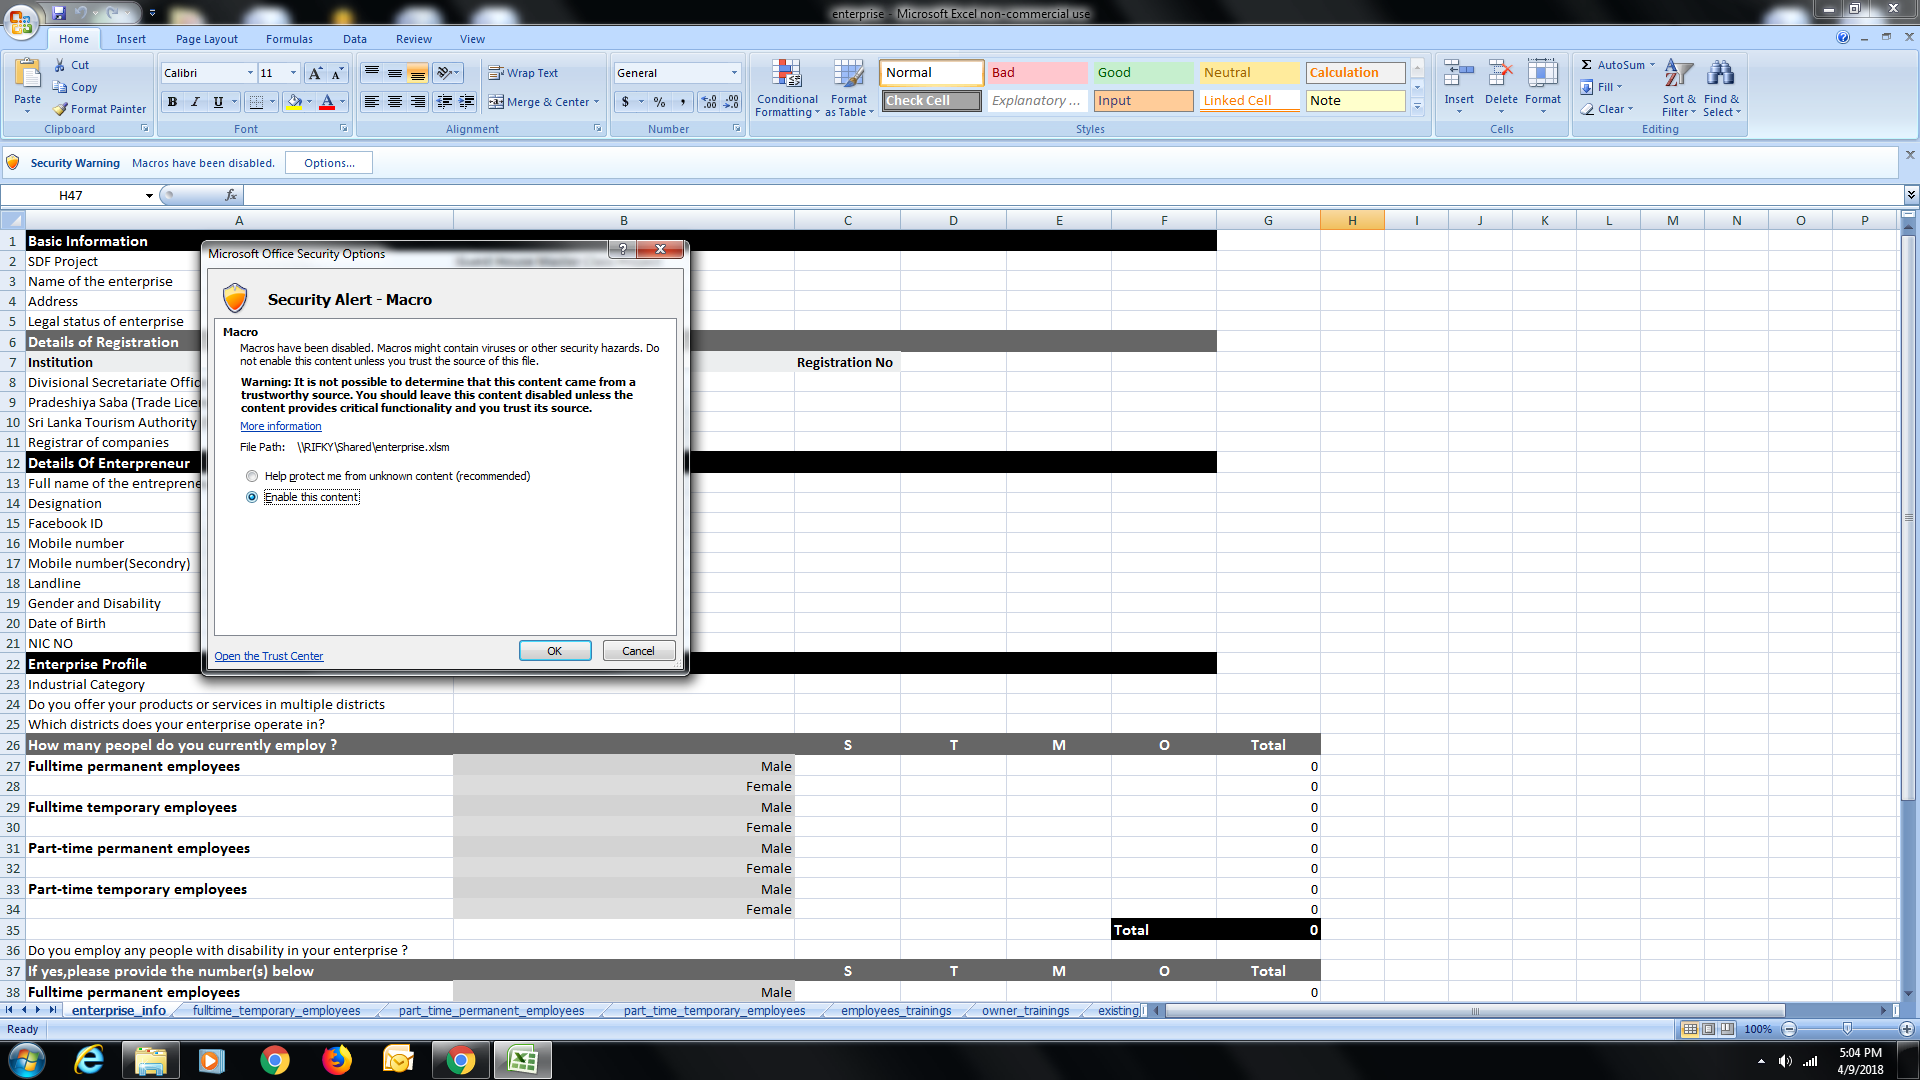 enterprise - Microsoft Excel non-commercial use
Home Insert Page Layout Formulas Data Review View
Paste
Cut
Copy
Format Painter
Clipboard
Calibri 11
B I U
Font
Wrap Text
Merge & Center
Alignment
General
$ % ,
Number
Conditional Formatting
Format as Table
Normal Bad Good Neutral Calculation
Check Cell Explanatory ... Input Linked Cell Note
Styles
Insert Delete Format
Cells
AutoSum
Fill
Clear
Sort & Filter
Find & Select
Editing
Security Warning Macros have been disabled. Options...
H47 fx
A B C D E F G H I J K L M N O P
1 Basic Information
2 SDF Project
3 Name of the enterprise
4 Address
5 Legal status of enterprise
6 Details of Registration
7 Institution Registration No
8 Divisional Secretariate Offic
9 Pradeshiya Saba (Trade Lice
10 Sri Lanka Tourism Authority
11 Registrar of companies
12 Details Of Enterpreneur
13 Full name of the entreprene
14 Designation
15 Facebook ID
16 Mobile number
17 Mobile number(Secondry)
18 Landline
19 Gender and Disability
20 Date of Birth
21 NIC NO
22 Enterprise Profile
23 Industrial Category
24 Do you offer your products or services in multiple districts
25 Which districts does your enterprise operate in?
26 How many peopel do you currently employ ? S T M O Total
27 Fulltime permanent employees Male 0
28 Female 0
29 Fulltime temporary employees Male 0
30 Female 0
31 Part-time permanent employees Male 0
32 Female 0
33 Part-time temporary employees Male 0
34 Female 0
35 Total 0
36 Do you employ any people with disability in your enterprise ?
37 If yes,please provide the number(s) below S T M O Total
38 Fulltime permanent employees Male 0
Microsoft Office Security Options
Security Alert - Macro
Macro
Macros have been disabled. Macros might contain viruses or other security hazards. Do
not enable this content unless you trust the source of this file.
Warning: It is not possible to determine that this content came from a
trustworthy source. You should leave this content disabled unless the
content provides critical functionality and you trust its source.
More information
File Path: \\RIFKY\Shared\enterprise.xlsm
Help protect me from unknown content (recommended)
Enable this content
Open the Trust Center OK Cancel
enterprise_info fulltime_temporary_employees part_time_permanent_employees part_time_temporary_employees employees_trainings owner_trainings existing
Ready 100%
5:04 PM
4/9/2018